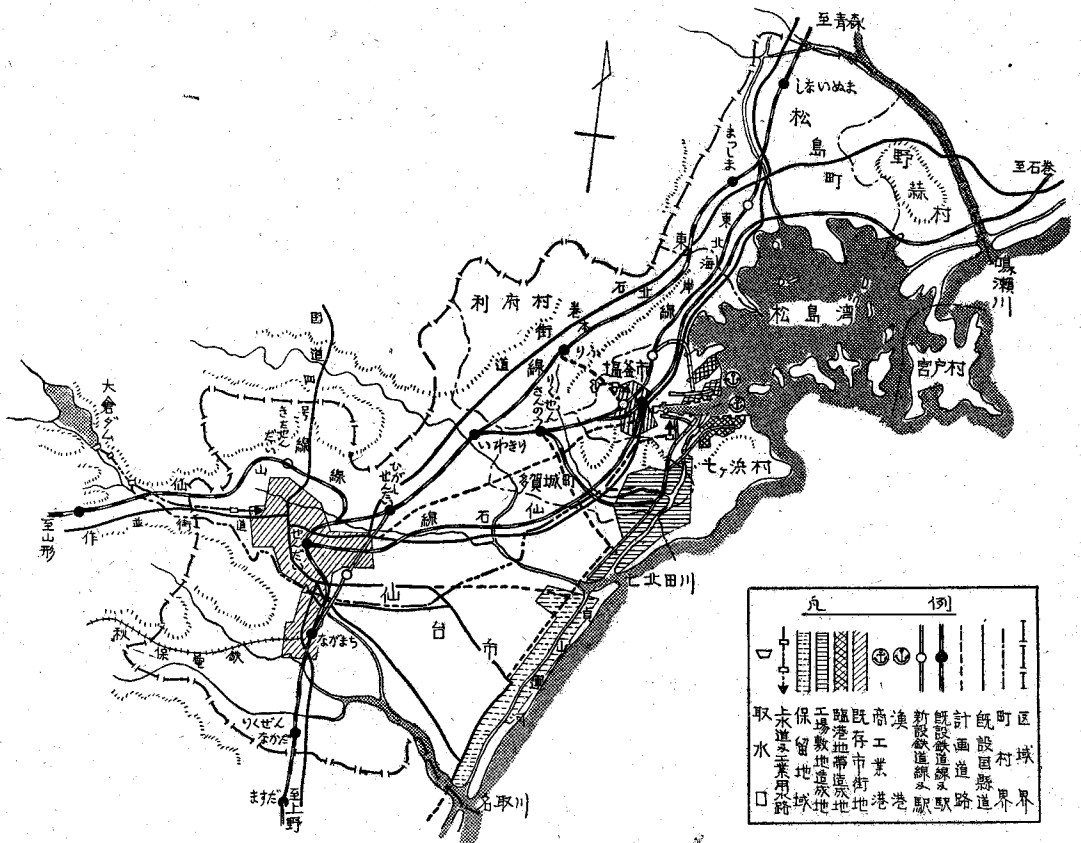 至青森
しないぬま
まつしま
松島町
野蒜村
至石巻
鳴瀬川
松島湾
宮戸村
東北本線
東北海岸線
石巻街道
利府村
りふ
塩釜市
りくぜんさんのう
いわきり
多賀城町
七ヶ浜村
国道四号線
きたせんだい
大倉ダム
仙山線
作並街道
至山形
ひがしせんだい
せんだい
仙石線
七北田川
仙台市
貞山運河
秋保電鉄
ながまち
りくぜんなかだ
ますだ
至上野
名取川
凡例
区域界
町村界
既設国縣道
計画道路
既設鉄道線及駅
新設鉄道線及駅
漁港
商工業港
既存市街地
臨港地帯造成地
工場敷地造成地
保留地域
上水道及工業用水路
取水口